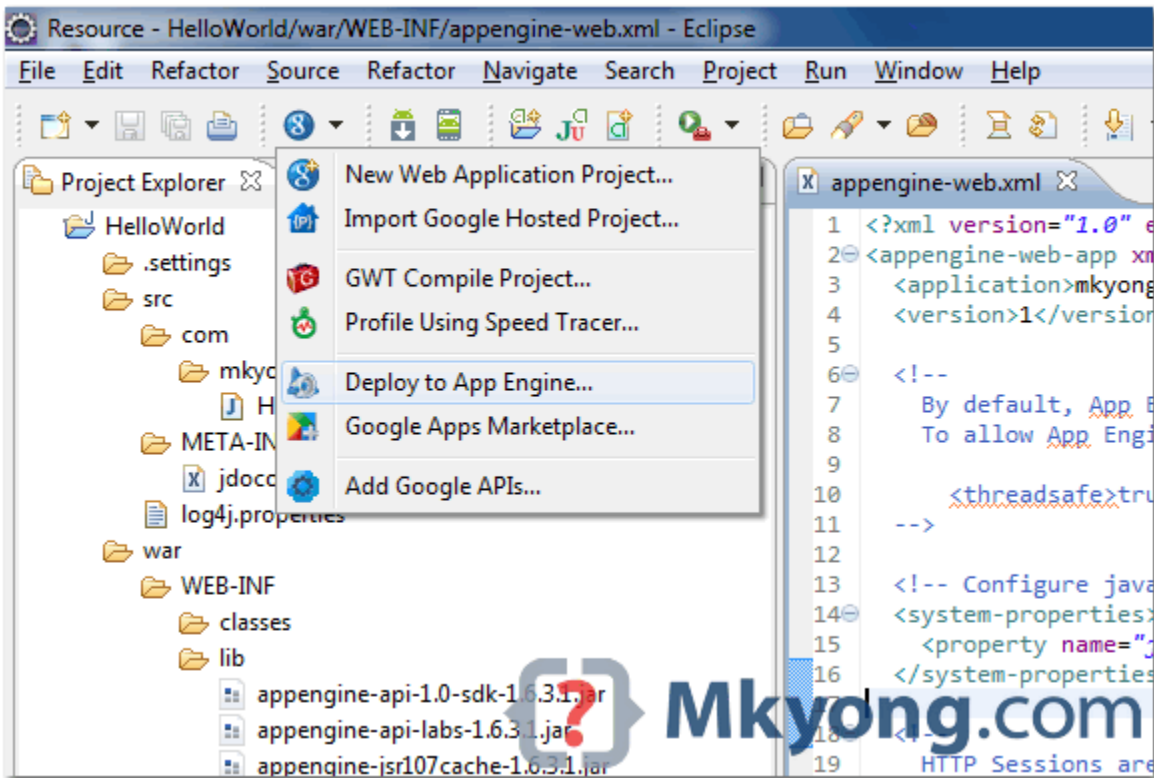 Resource - HelloWorld/war/WEB-INF/appengine-web.xml - Eclipse
File Edit Refactor Source Refactor Navigate Search Project Run Window Help
Project Explorer
HelloWorld
.settings
src
com
mkyo
H
META-IN
jdoco
log4j.properties
war
WEB-INF
classes
lib
appengine-api-1.0-sdk-1.6.3.1.jar
appengine-api-labs-1.6.3.1.jar
appengine-jsr107cache-1.6.3.1.jar
New Web Application Project...
Import Google Hosted Project...
GWT Compile Project...
Profile Using Speed Tracer...
Deploy to App Engine...
Google Apps Marketplace...
Add Google APIs...
appengine-web.xml
1 <?xml version="1.0" e
2 <appengine-web-app xm
3 <application>mkyong
4 <version>1</version
5
6 <!--
7 By default, App E
8 To allow App Engi
9
10 <threadsafe>tru
11 -->
12
13 <!-- Configure java
14 <system-properties>
15 <property name="j
16 </system-properties
18 <!--
19 HTTP Sessions are
Mkyong.com